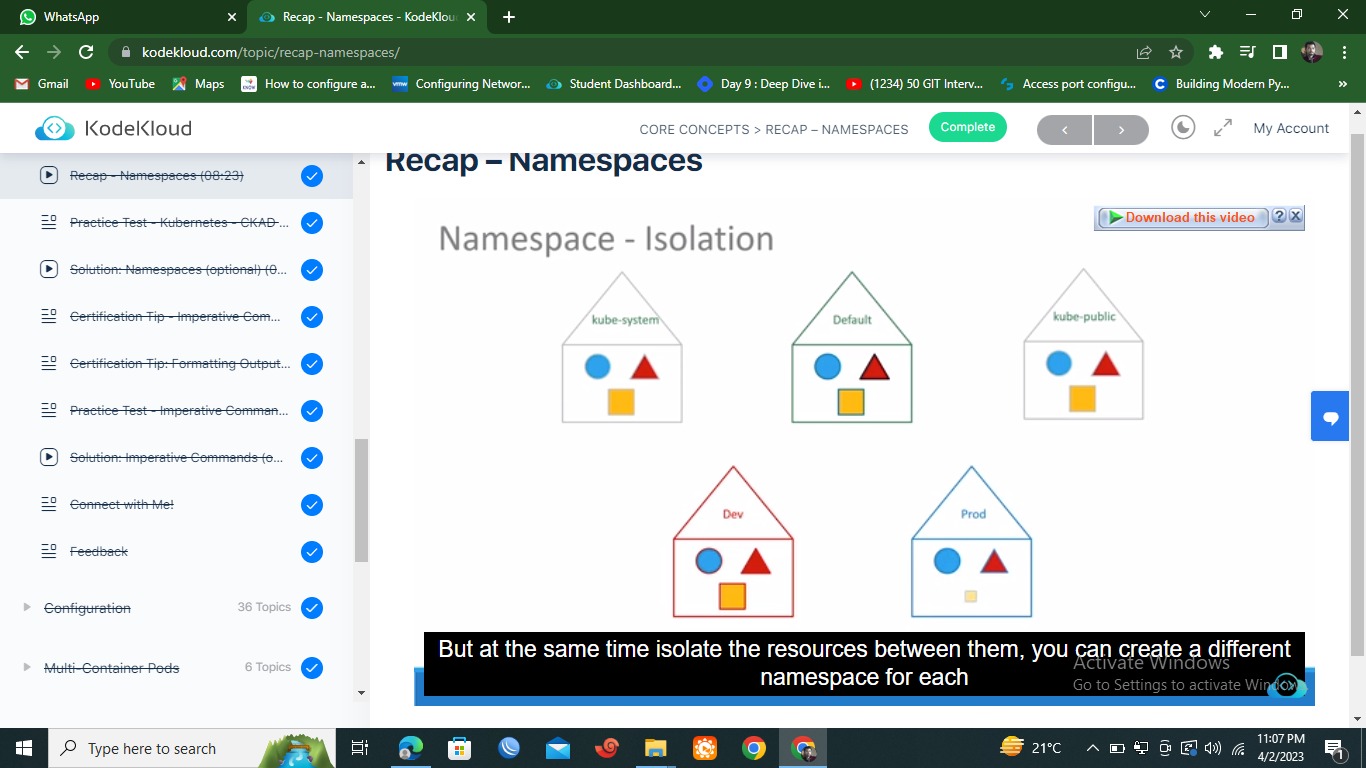 WhatsApp
Recap - Namespaces - KodeKlou
kodekloud.com/topic/recap-namespaces/
Gmail YouTube Maps How to configure a... Configuring Networ... Student Dashboard... Day 9 : Deep Dive i... (1234) 50 GIT Interv... Access port configu... Building Modern Py... »
KodeKloud
CORE CONCEPTS > RECAP – NAMESPACES
Complete
My Account
Recap - Namespaces (08:23)
Practice Test - Kubernetes - CKAD ...
Solution: Namespaces (optional) (0...
Certification Tip - Imperative Com...
Certification Tip: Formatting Output...
Practice Test - Imperative Comman...
Solution: Imperative Commands (o...
Connect with Me!
Feedback
Configuration 36 Topics
Multi-Container Pods 6 Topics
Recap – Namespaces
Download this video ? X
Namespace - Isolation
kube-system
Default
kube-public
Dev
Prod
But at the same time isolate the resources between them, you can create a different
namespace for each
Activate Windows
Go to Settings to activate Windows.
Type here to search
21°C
11:07 PM
4/2/2023
1